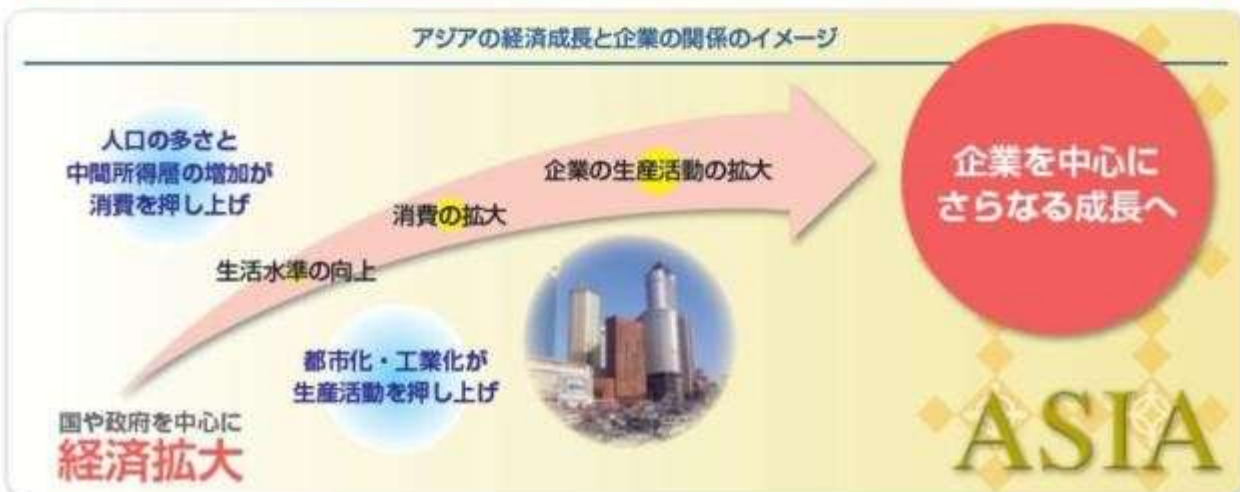 アジアの経済成長と企業の関係のイメージ
人口の多さと
中間所得層の増加が
消費を押し上げ
企業の生産活動の拡大
消費の拡大
生活水準の向上
都市化・工業化が
生産活動を押し上げ
国や政府を中心に
経済拡大
企業を中心に
さらなる成長へ
ASIA